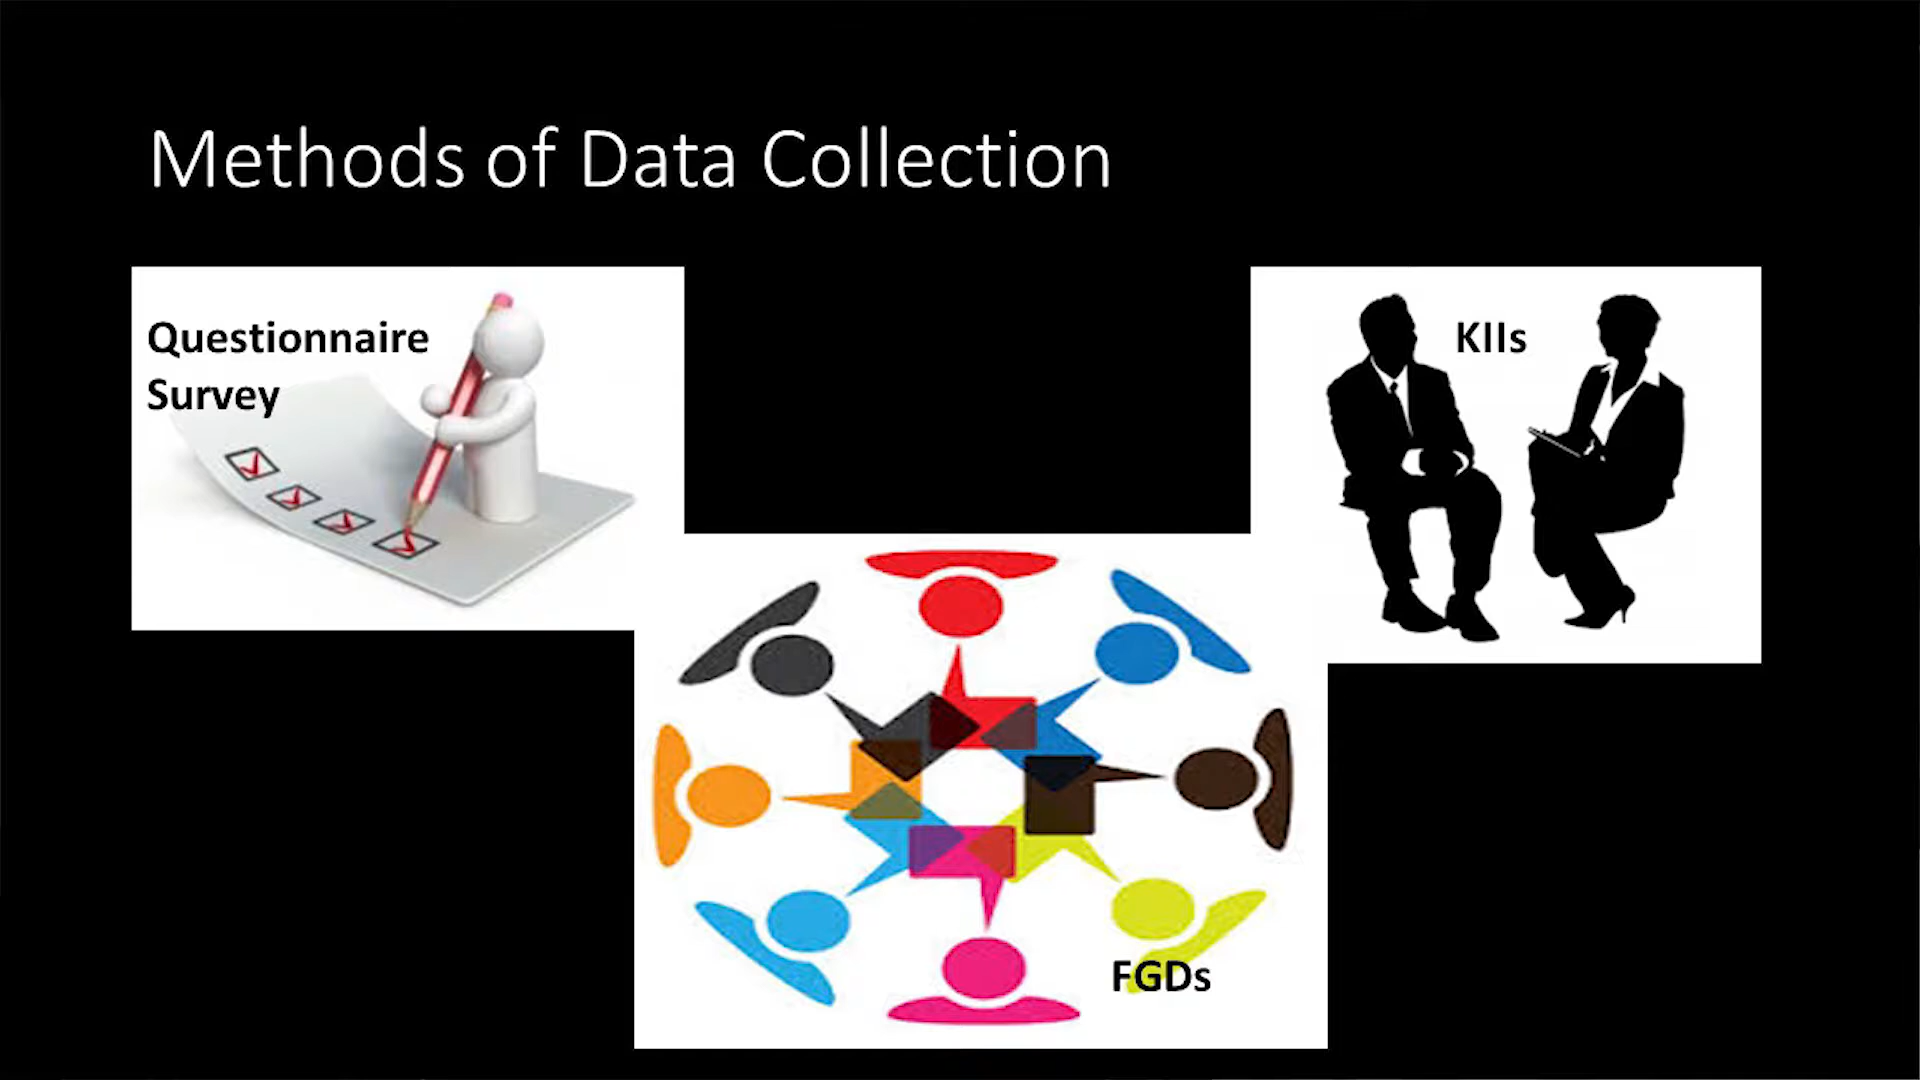 Methods of Data Collection
Questionnaire
Survey
KIIs
FGDs